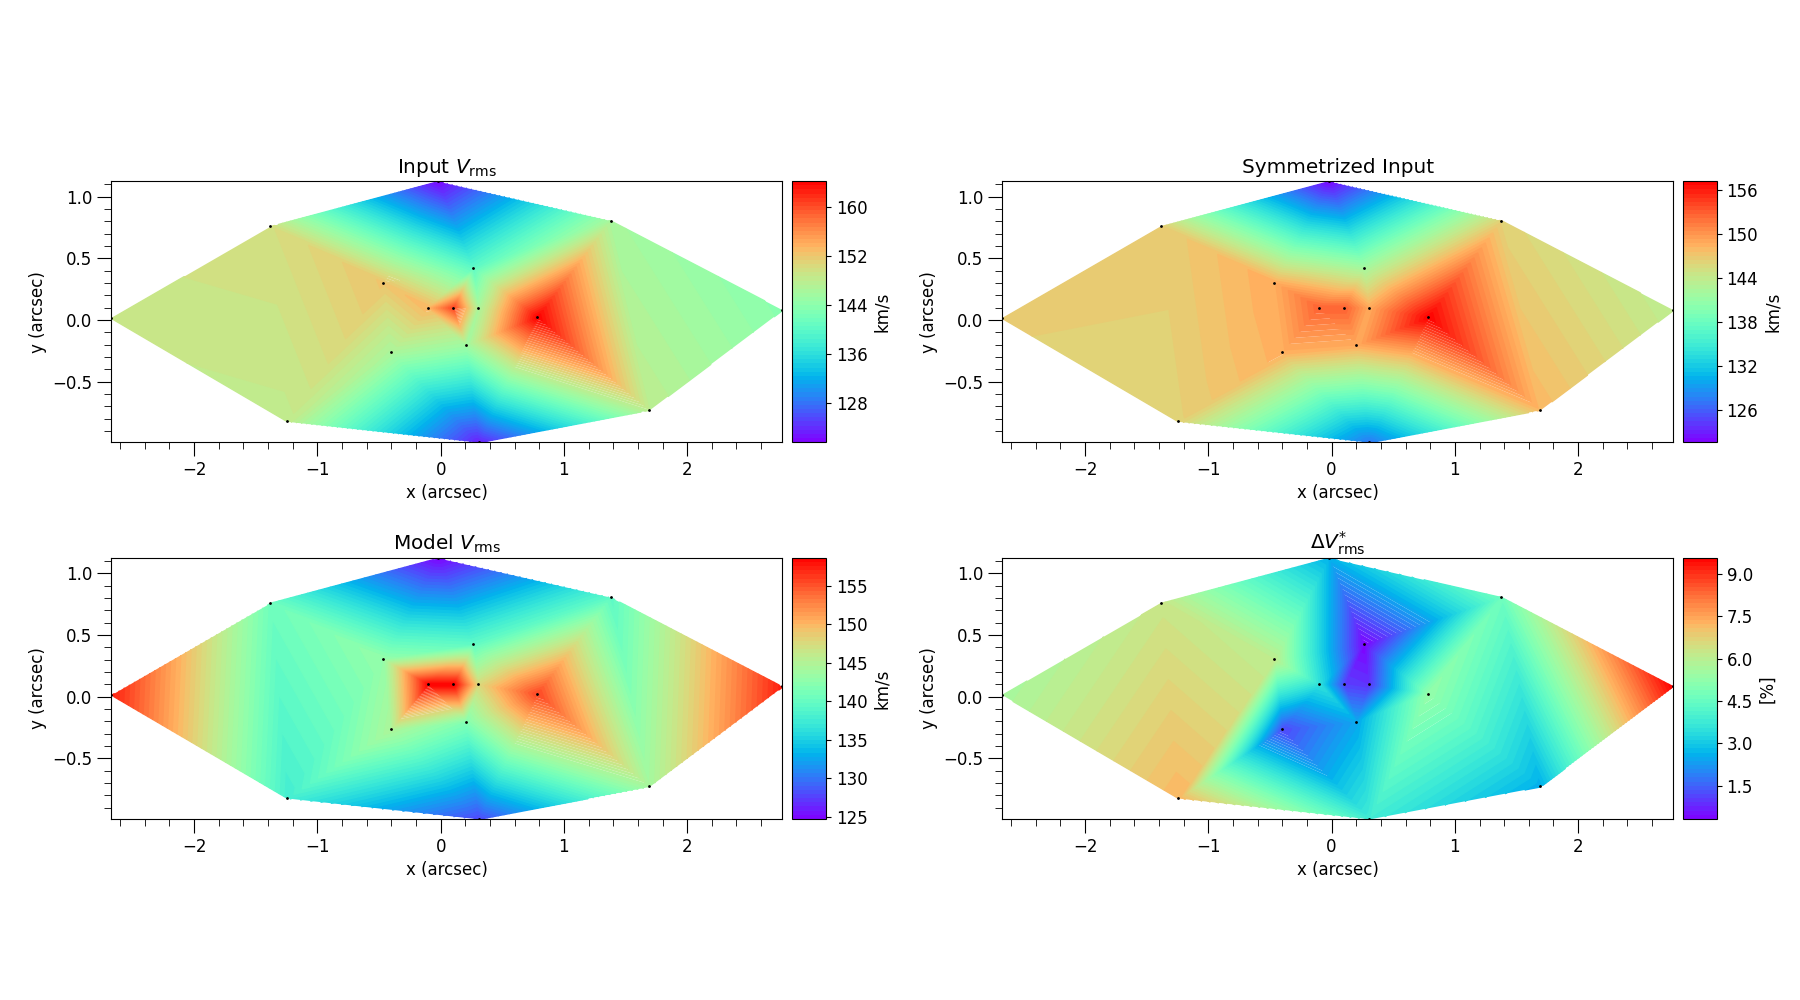 Input Vrms
1.0
0.5
0.0
−0.5
y (arcsec)
−2 −1 0 1 2
x (arcsec)
160
152
144
136
128
km/s
Symmetrized Input
1.0
0.5
0.0
−0.5
y (arcsec)
−2 −1 0 1 2
x (arcsec)
156
150
144
138
132
126
km/s
Model Vrms
1.0
0.5
0.0
−0.5
y (arcsec)
−2 −1 0 1 2
x (arcsec)
155
150
145
140
135
130
125
km/s
ΔV*rms
1.0
0.5
0.0
−0.5
y (arcsec)
−2 −1 0 1 2
x (arcsec)
9.0
7.5
6.0
4.5
3.0
1.5
[%]